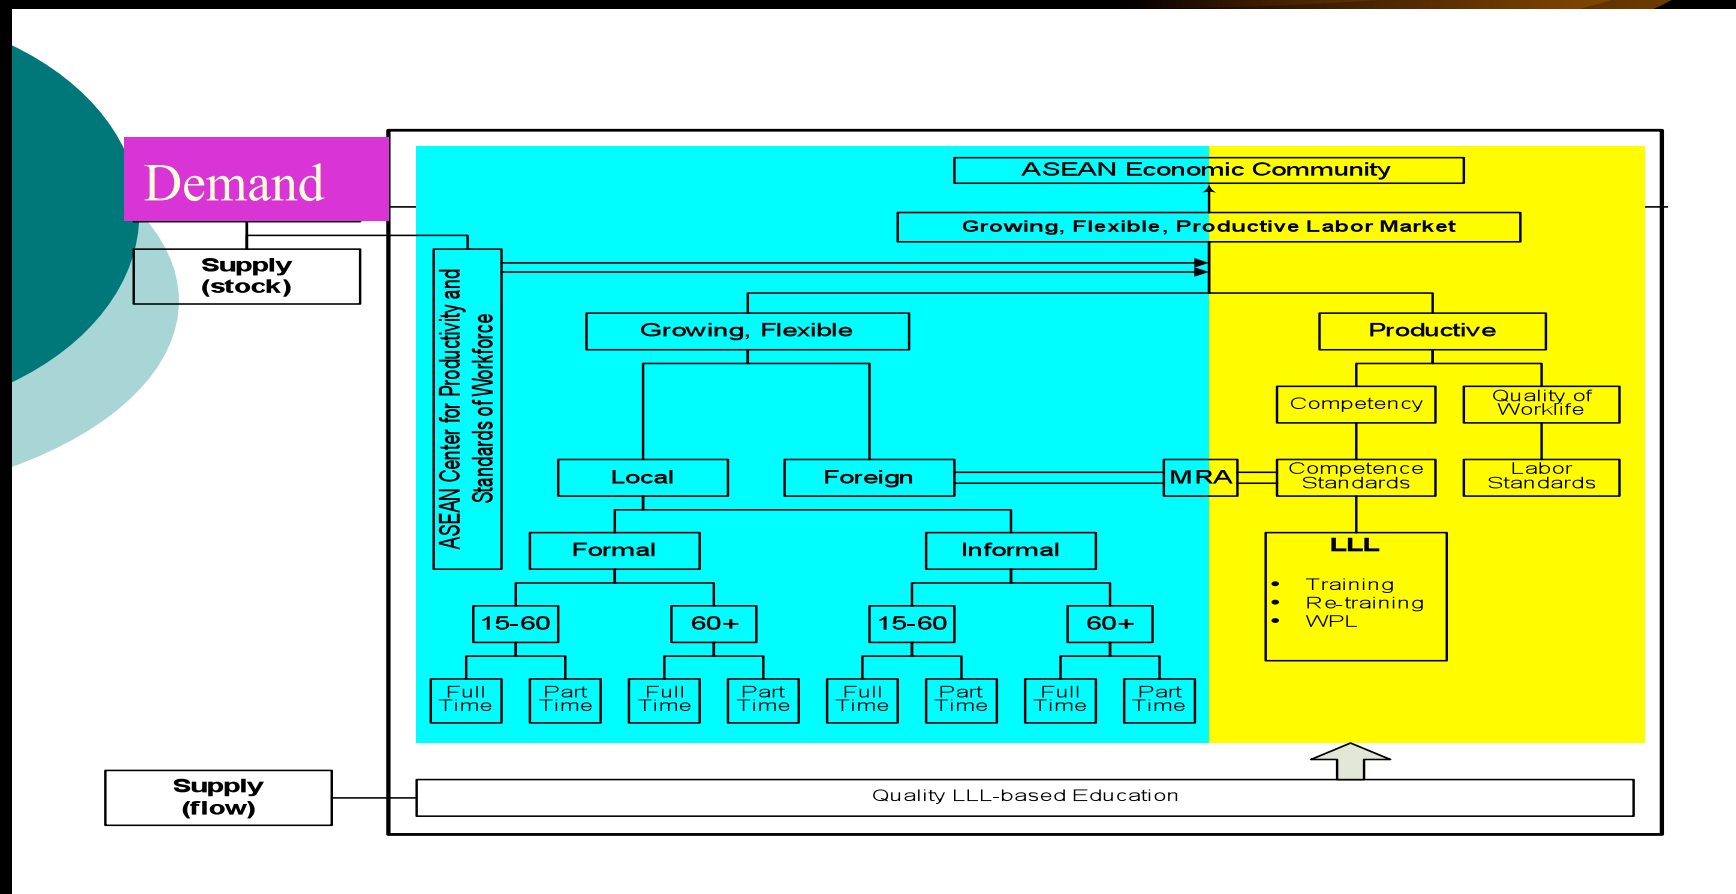 Demand
ASEAN Economic Community
Growing, Flexible, Productive Labor Market
Supply
(stock)
ASEAN Center for Productivity and
Standards of Workforce
Growing, Flexible
Productive
Competency
Quality of
Worklife
Local
Foreign
MRA
Competence
Standards
Labor
Standards
Formal
Informal
LLL
• Training
• Re-training
• WPL
15-60
60+
15-60
60+
Full
Time
Part
Time
Full
Time
Part
Time
Full
Time
Part
Time
Full
Time
Part
Time
Supply
(flow)
Quality LLL-based Education